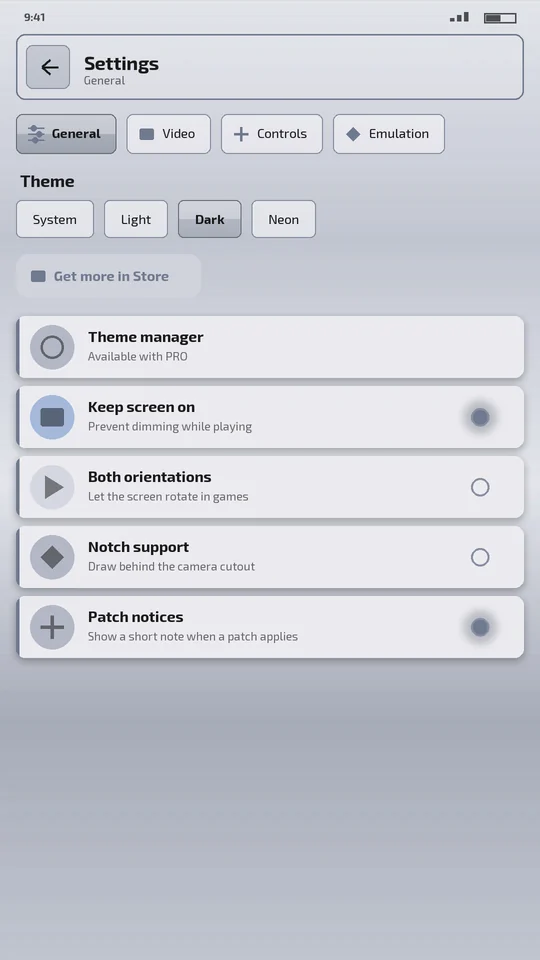 9:41
Settings
General
General
Video
Controls
Emulation
Theme
System
Light
Dark
Neon
Get more in Store
Theme manager
Available with PRO
Keep screen on
Prevent dimming while playing
Both orientations
Let the screen rotate in games
Notch support
Draw behind the camera cutout
Patch notices
Show a short note when a patch applies